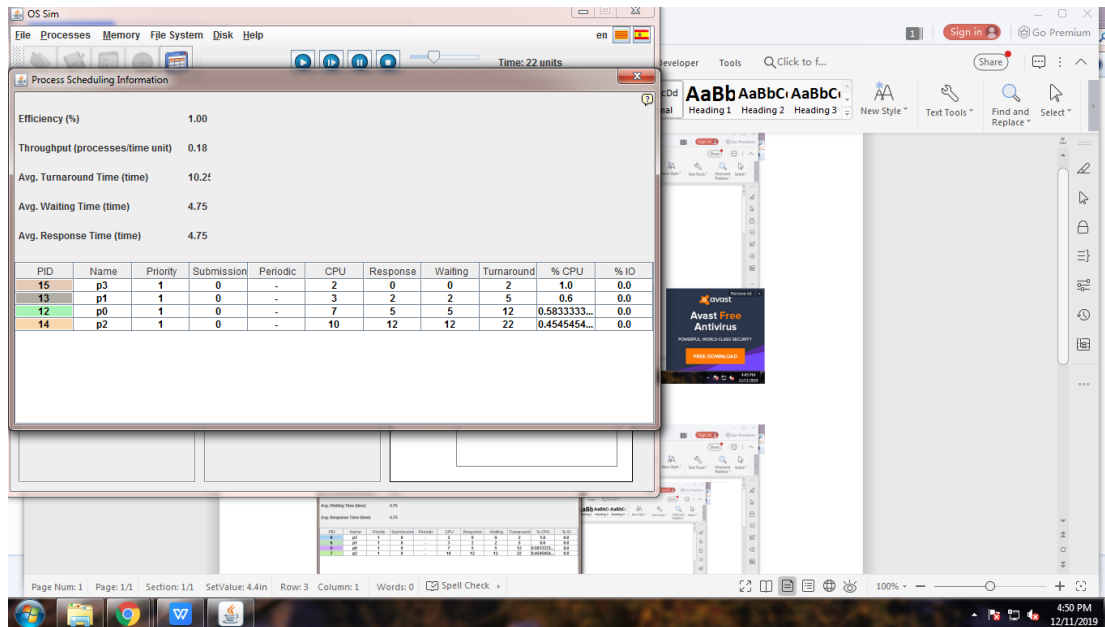 OS Sim
File Processes Memory File System Disk Help en
Time: 22 units
Process Scheduling Information
Efficiency (%) 1.00
Throughput (processes/time unit) 0.18
Avg. Turnaround Time (time) 10.25
Avg. Waiting Time (time) 4.75
Avg. Response Time (time) 4.75
PID Name Priority Submission Periodic CPU Response Waiting Turnaround % CPU % IO
15 p3 1 0 - 2 0 0 2 1.0 0.0
13 p1 1 0 - 3 2 2 5 0.6 0.0
12 p0 1 0 - 7 5 5 12 0.5833333... 0.0
14 p2 1 0 - 10 12 12 22 0.4545454... 0.0
1 Sign in Go Premium
Developer Tools Click to f... Share
AaBb AaBbC AaBbC
Heading 1 Heading 2 Heading 3 New Style Text Tools Find and Replace Select
avast
Avast Free
Antivirus
POWERFUL, WORLD-CLASS SECURITY
FREE DOWNLOAD
Page Num: 1 Page: 1/1 Section: 1/1 SetValue: 4.4in Row: 3 Column: 1 Words: 0 Spell Check 100%
4:50 PM
12/11/2019